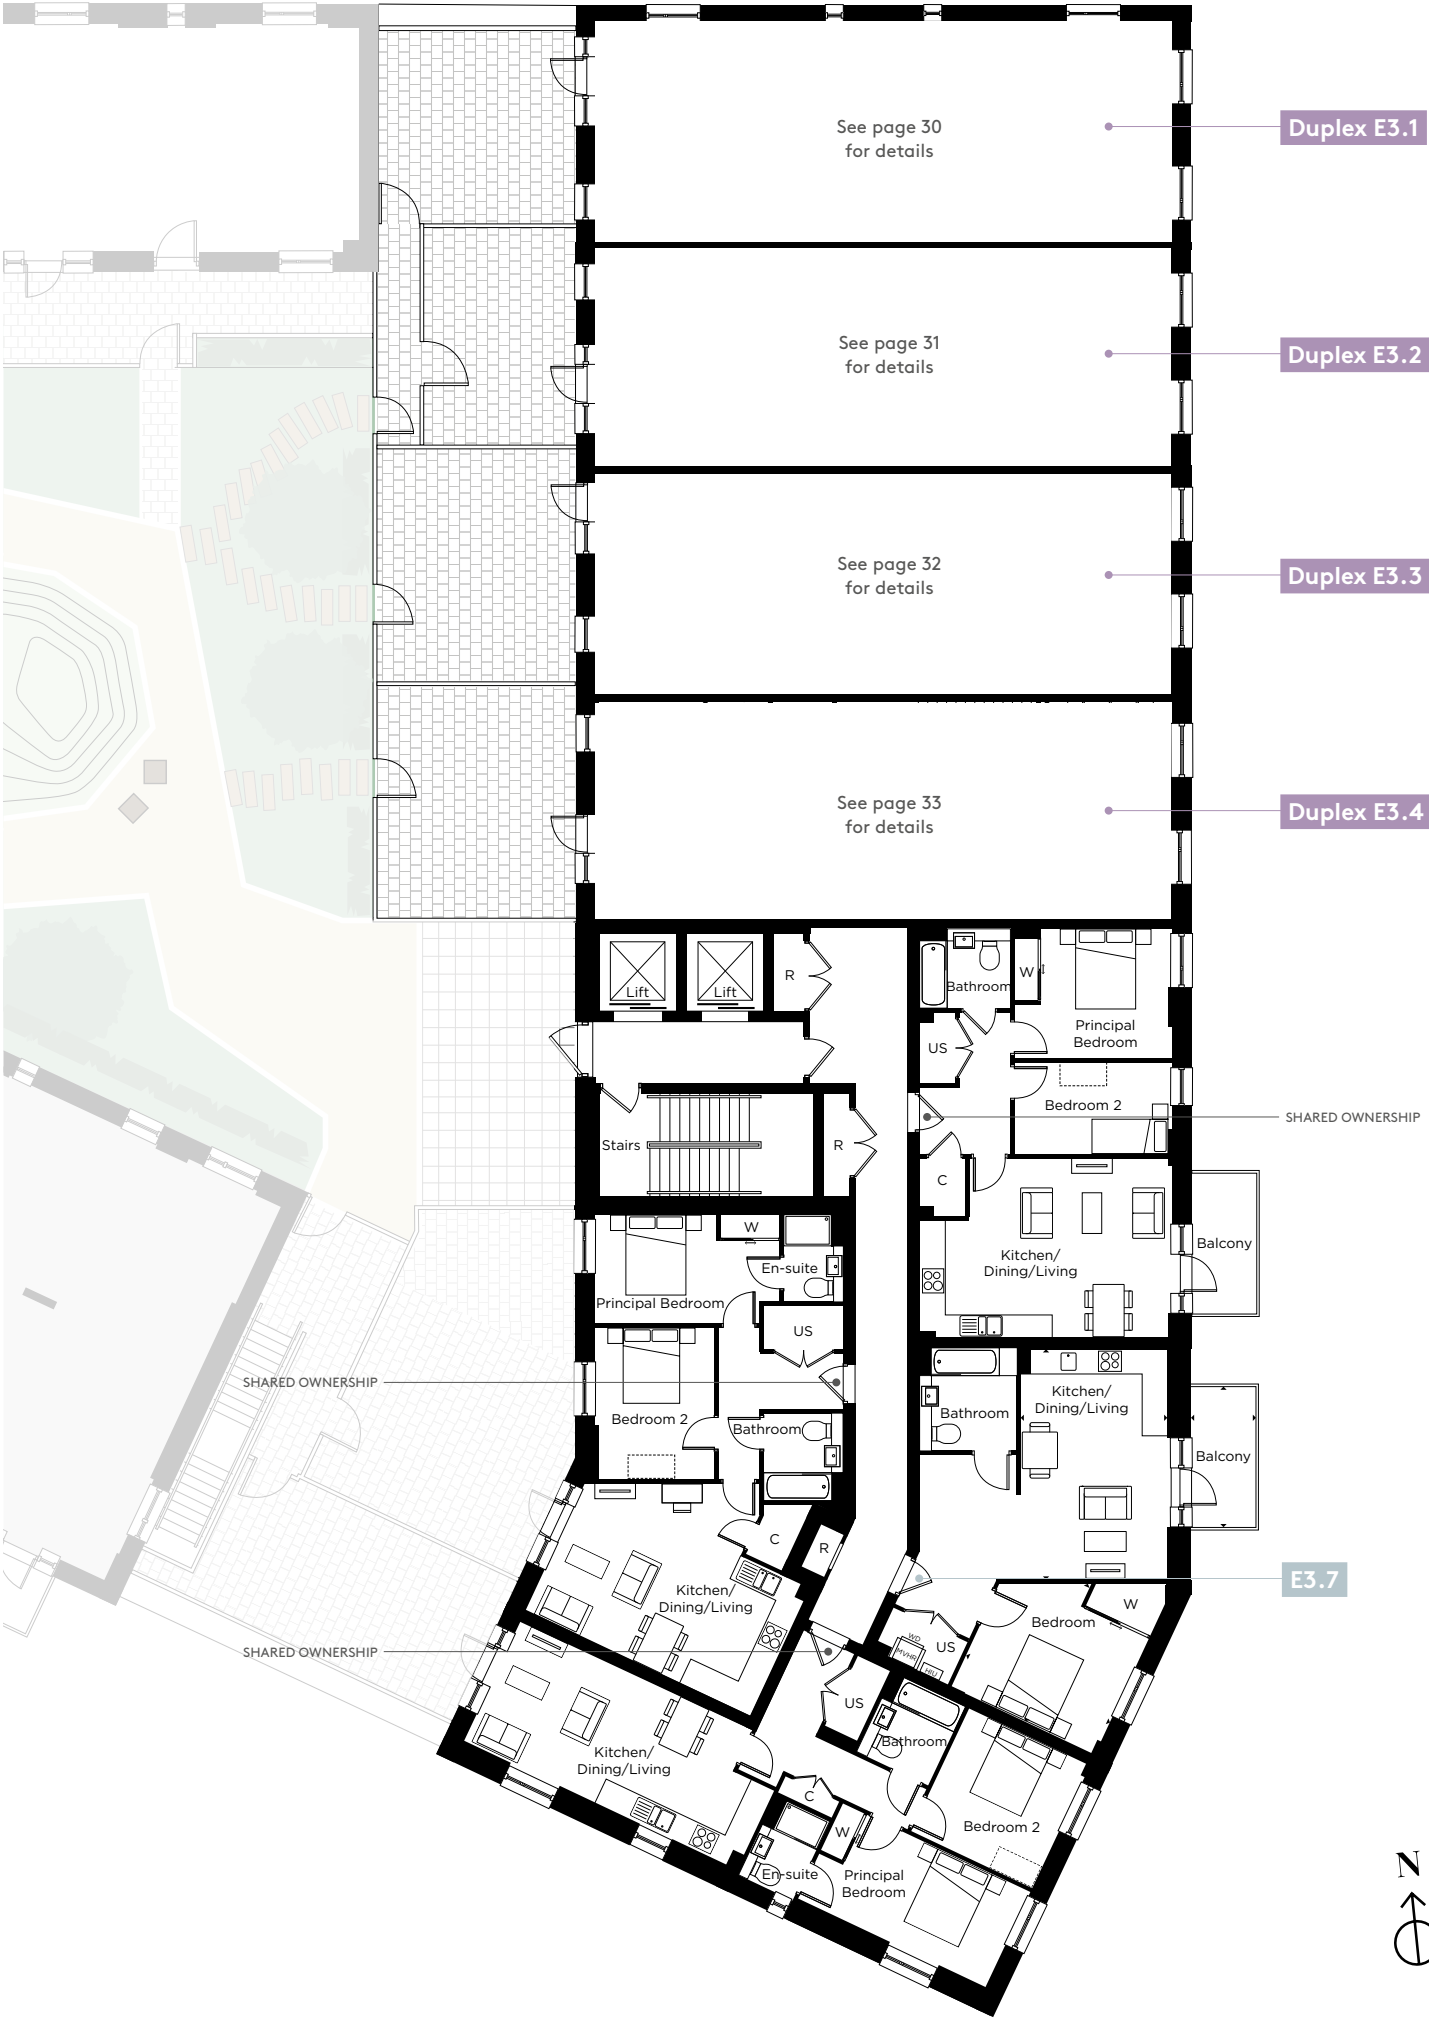 See page 30
for details
Duplex E3.1
See page 31
for details
Duplex E3.2
See page 32
for details
Duplex E3.3
See page 33
for details
Duplex E3.4
Lift
Lift
R
Bathroom
W
Principal
Bedroom
US
Bedroom 2
SHARED OWNERSHIP
Stairs
R
C
W
En-suite
Principal Bedroom
Kitchen/
Dining/Living
Balcony
US
SHARED OWNERSHIP
Bedroom 2
Bathroom
Bathroom
Kitchen/
Dining/Living
Balcony
C
R
Kitchen/
Dining/Living
E3.7
W
Bedroom
WD
MVHR
HIU
US
SHARED OWNERSHIP
US
Bathroom
Kitchen/
Dining/Living
C
W
Bedroom 2
En-suite
Principal
Bedroom
N